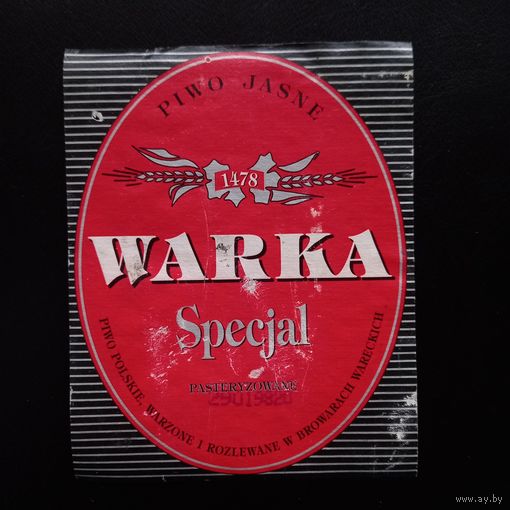 PIWO JASNE
1478
WARKA
Specjal
PASTERYZOWANE
PIWO POLSKIE, WARZONE I ROZLEWANE W BROWARACH WARECKICH
www.ay.by